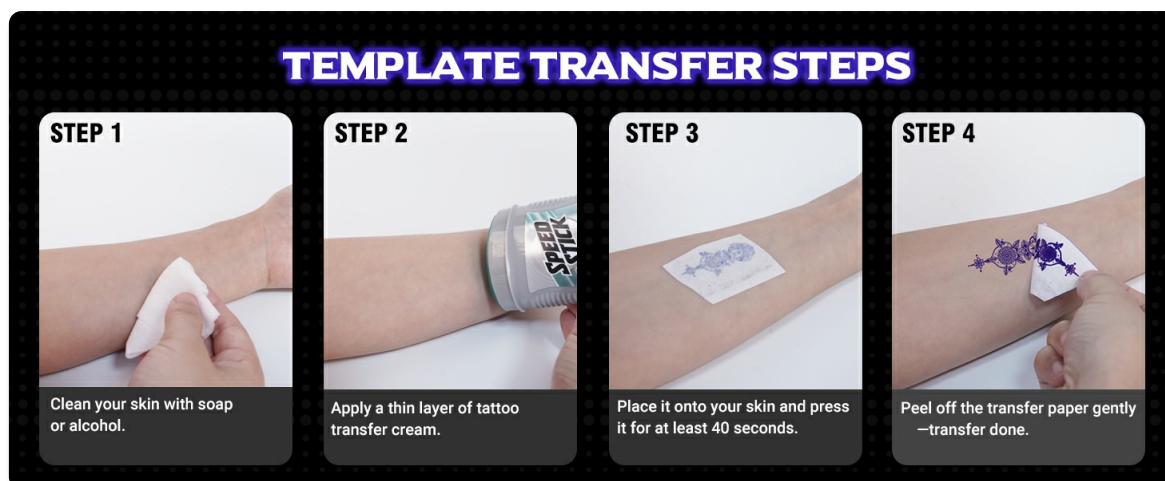 TEMPLATE TRANSFER STEPS
STEP 1
Clean your skin with soap
or alcohol.
STEP 2
SPEED
STICK
Apply a thin layer of tattoo
transfer cream.
STEP 3
Place it onto your skin and press
it for at least 40 seconds.
STEP 4
Peel off the transfer paper gently
—transfer done.